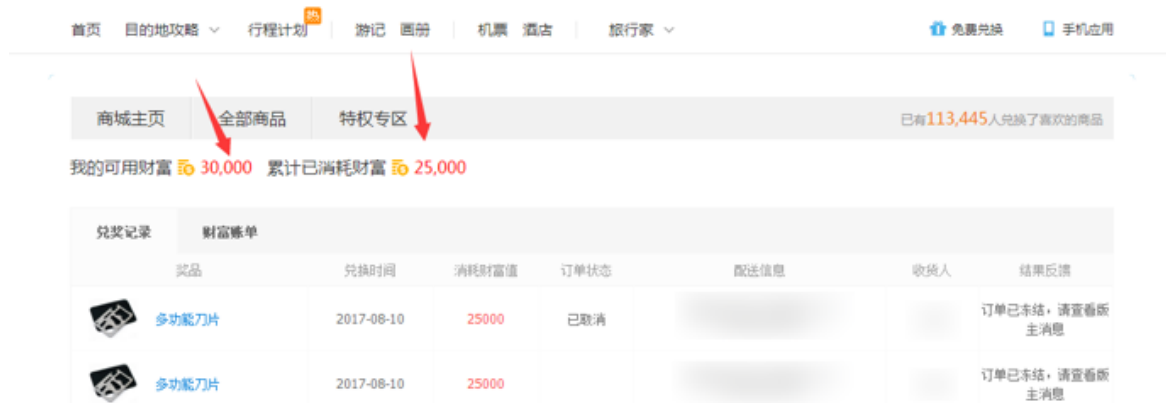 首页 目的地攻略 行程计划 热 游记 画册 机票 酒店 旅行家 免费兑换 手机应用
商城主页 全部商品 特权专区 已有113,445人兑换了喜欢的商品
我的可用财富 30,000 累计已消耗财富 25,000
兑奖记录 财富账单
奖品 兑换时间 消耗财富值 订单状态 配送信息 收货人 结果反馈
多功能刀片 2017-08-10 25000 已取消 订单已冻结，请查看版
主消息
多功能刀片 2017-08-10 25000 订单已冻结，请查看版
主消息